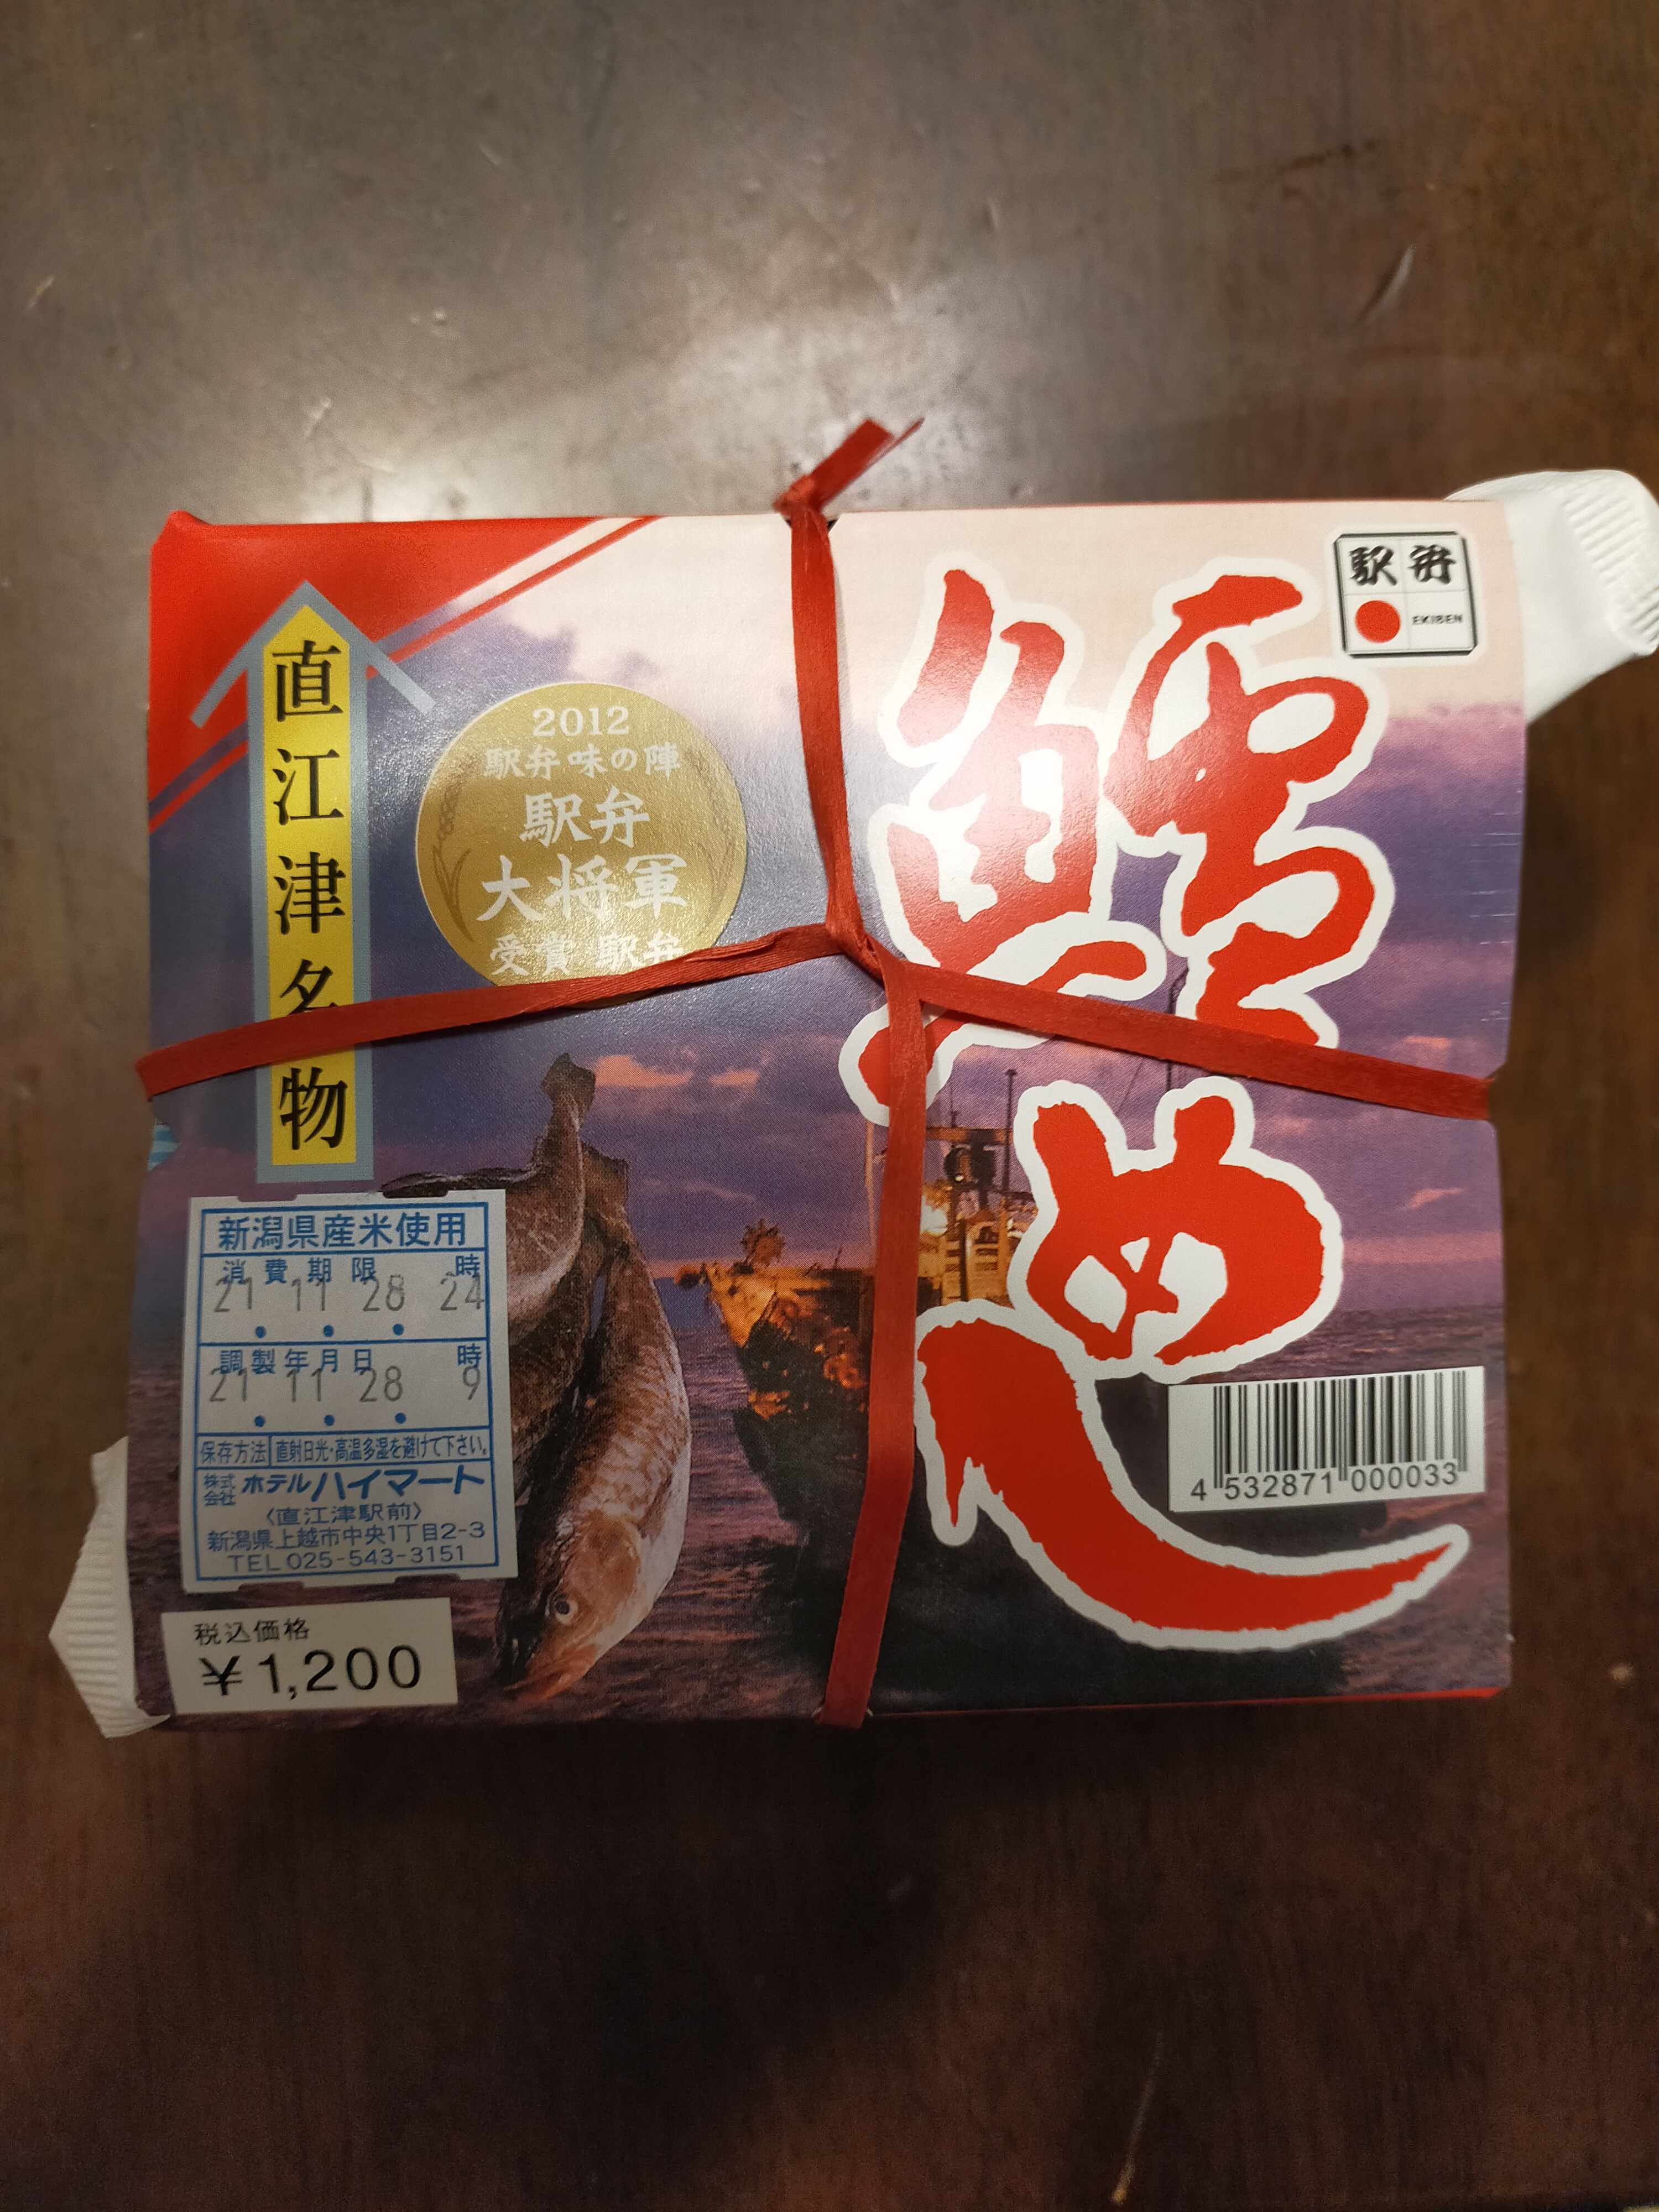 駅弁
EKIBEN
鱈めし
直江津名物
2012
駅弁味の陣
駅弁
大将軍
受賞 駅弁
新潟県産米使用
消費期限 時
21 11 28 24
調製年月日 時
21 11 28 9
保存方法 直射日光・高温多湿を避けて下さい。
株式会社 ホテルハイマート
〈直江津駅前〉
新潟県上越市中央1丁目2-3
TEL 025-543-3151
税込価格
¥1,200
4 532871 000033